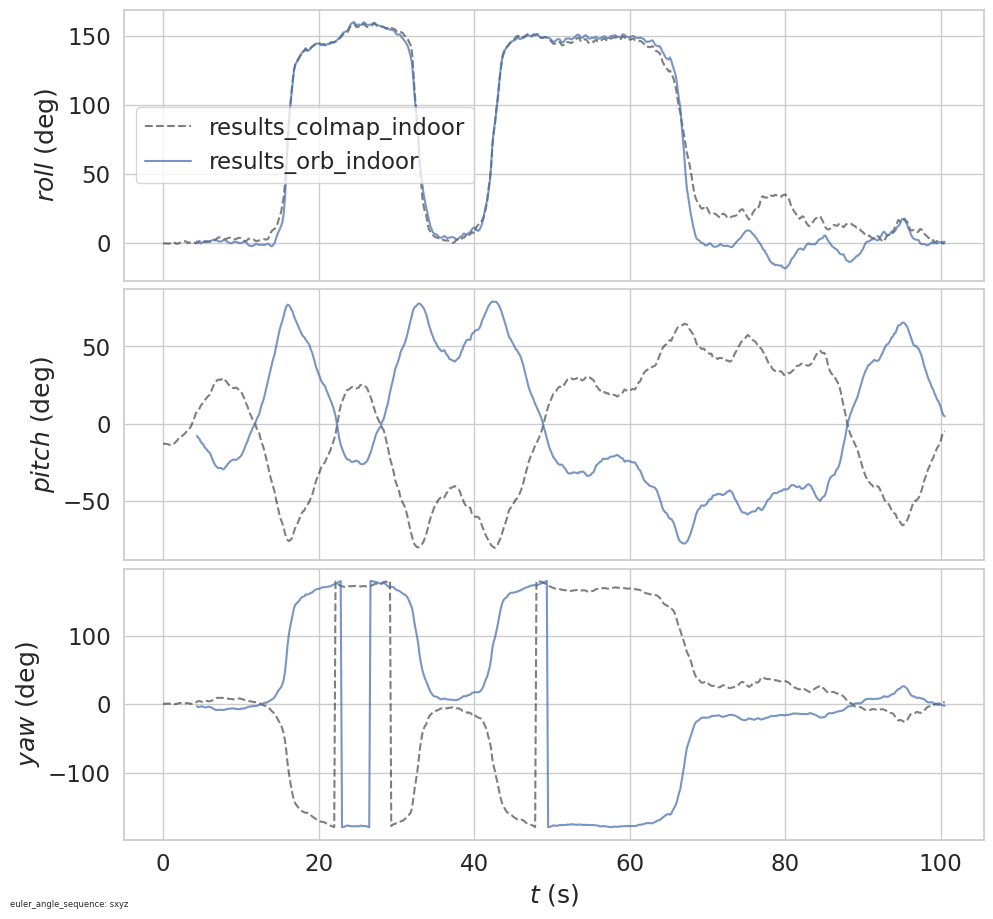 150
100
50
0
roll (deg)
results_colmap_indoor
results_orb_indoor
50
0
−50
pitch (deg)
100
0
−100
yaw (deg)
0 20 40 60 80 100
t (s)
euler_angle_sequence: sxyz